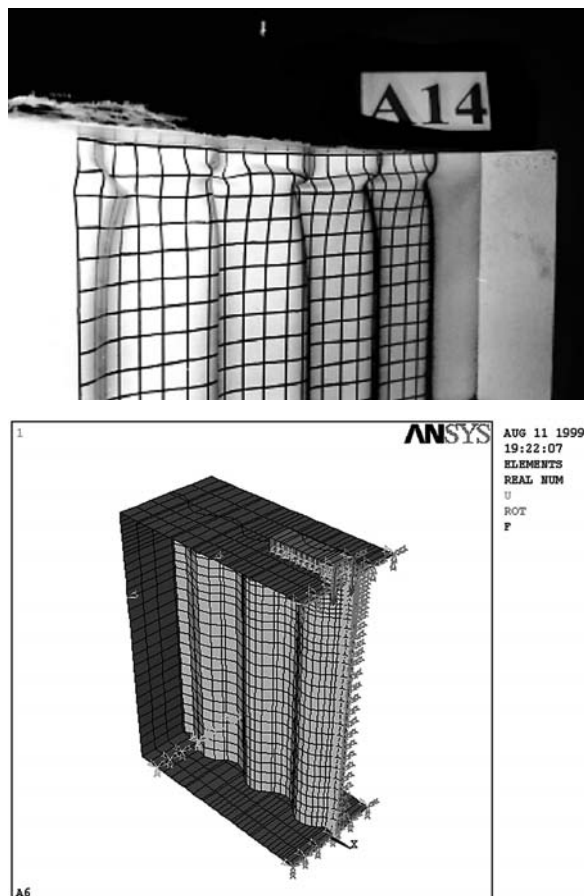 A14
1
ANSYS
AUG 11 1999
19:22:07
ELEMENTS
REAL NUM
U
ROT
F
X
A6